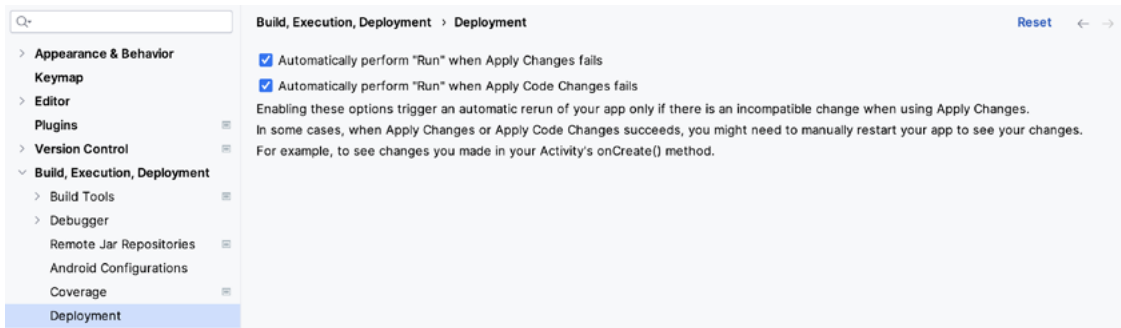 Build, Execution, Deployment › Deployment
Reset
Appearance & Behavior
Keymap
Editor
Plugins
Version Control
Build, Execution, Deployment
Build Tools
Debugger
Remote Jar Repositories
Android Configurations
Coverage
Deployment
Automatically perform "Run" when Apply Changes fails
Automatically perform "Run" when Apply Code Changes fails
Enabling these options trigger an automatic rerun of your app only if there is an incompatible change when using Apply Changes.
In some cases, when Apply Changes or Apply Code Changes succeeds, you might need to manually restart your app to see your changes.
For example, to see changes you made in your Activity's onCreate() method.